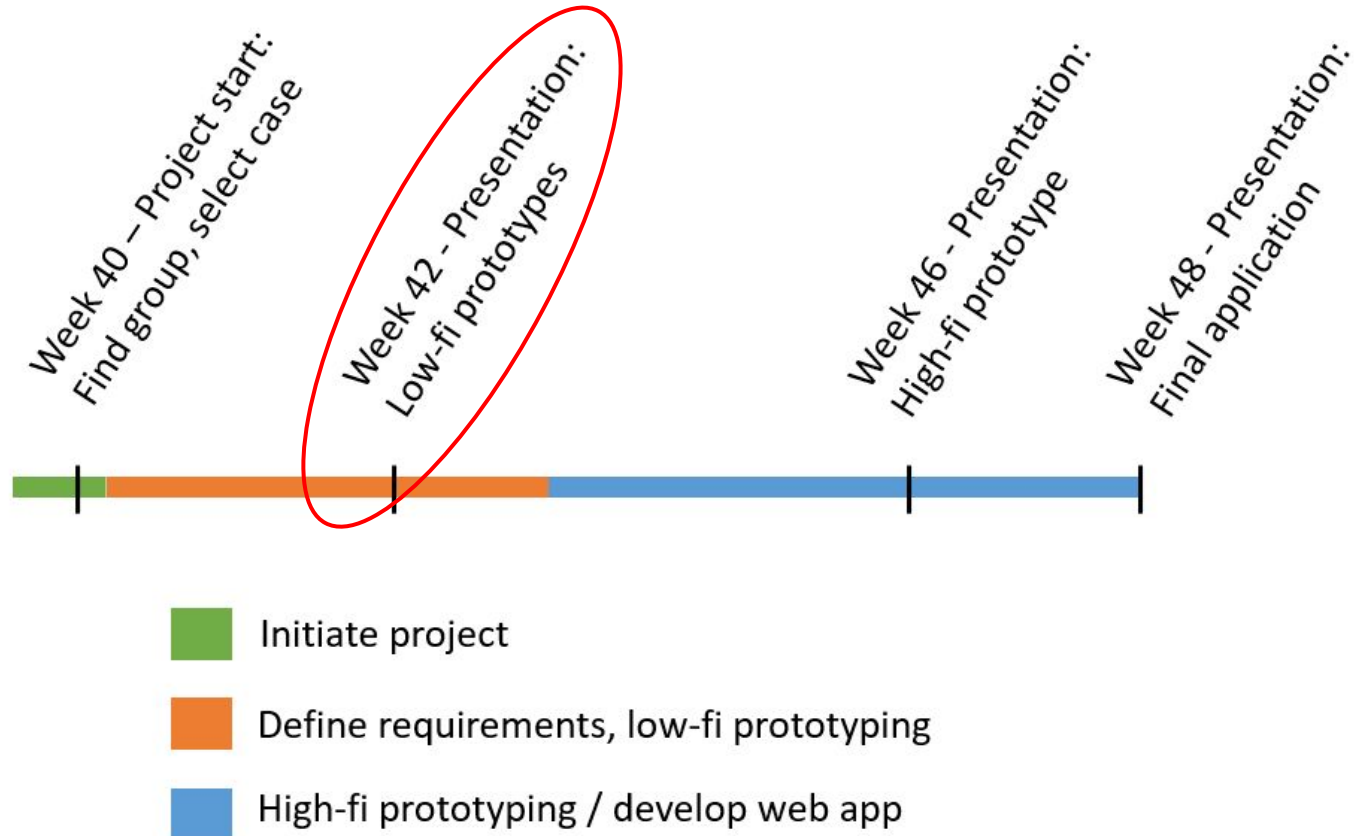 Week 40 – Project start:
Find group, select case
Week 42 - Presentation:
Low-fi prototypes
Week 46 - Presentation:
High-fi prototype
Week 48 - Presentation:
Final application
Initiate project
Define requirements, low-fi prototyping
High-fi prototyping / develop web app